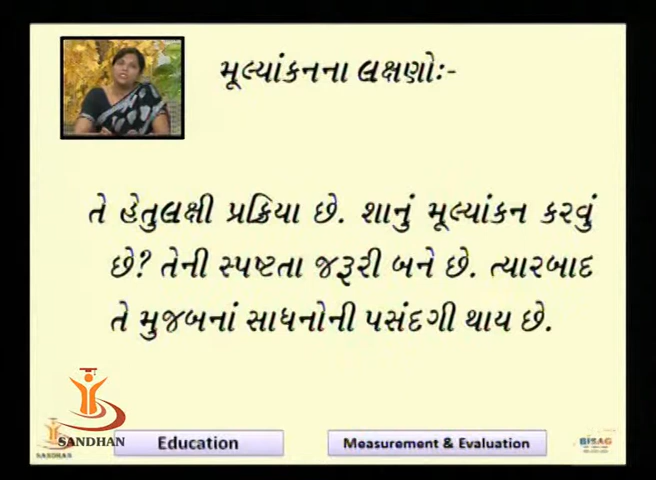 મૂલ્યાંકનના લક્ષણોઃ-
તે હેતુલક્ષી પ્રક્રિયા છે. શાનું મૂલ્યાંકન કરવું
છે? તેની સ્પષ્ટતા જરૂરી બને છે. ત્યારબાદ
તે મુજબનાં સાધનોની પસંદગી થાય છે.
SANDHAN
SANDHAN
Education
Measurement & Evaluation
BISAG